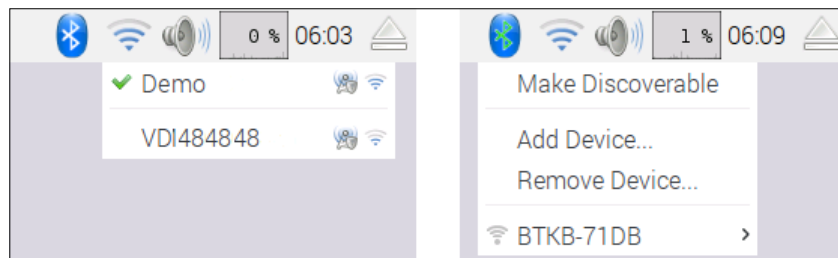 0 % 06:03
Demo
VDI484848
1 % 06:09
Make Discoverable
Add Device...
Remove Device...
BTKB-71DB